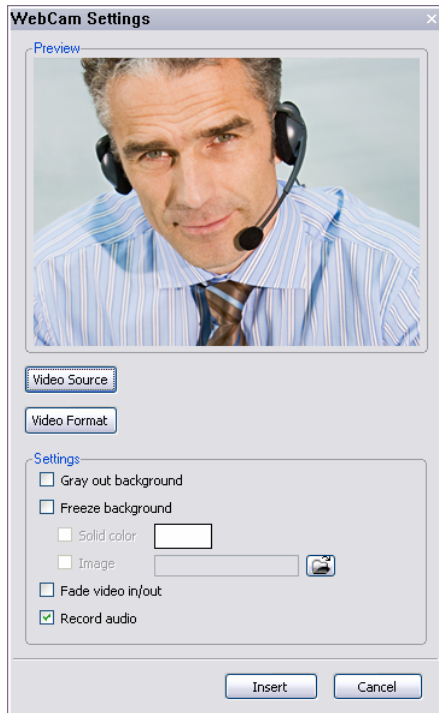 WebCam Settings
Preview
Video Source
Video Format
Settings
Gray out background
Freeze background
Solid color
Image
Fade video in/out
Record audio
Insert Cancel